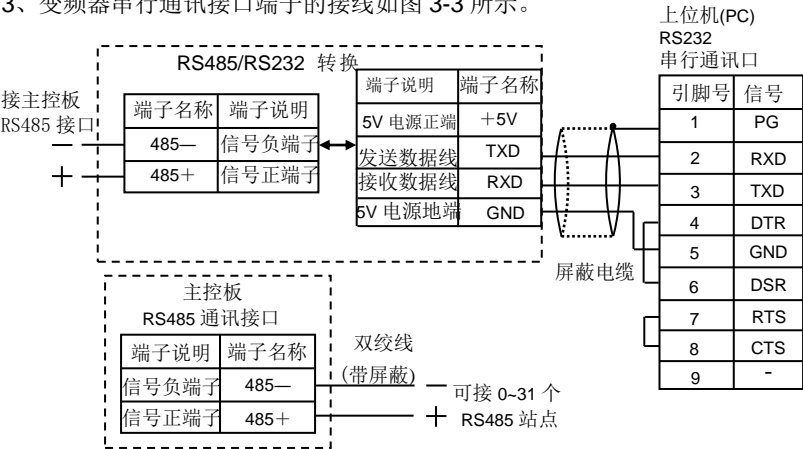 3、变频器串行通讯接口端子的接线如图 3-3 所示。
上位机(PC)
RS232
串行通讯口
RS485/RS232 转换
接主控板
RS485 接口
端子名称 端子说明
485— 信号负端子
485＋ 信号正端子
— 
＋
端子说明 端子名称
5V 电源正端 ＋5V
发送数据线 TXD
接收数据线 RXD
5V 电源地端 GND
屏蔽电缆
引脚号 信号
1 PG
2 RXD
3 TXD
4 DTR
5 GND
6 DSR
7 RTS
8 CTS
9 -
主控板
RS485 通讯接口
端子说明 端子名称
信号负端子 485—
信号正端子 485＋
双绞线
(带屏蔽)
— 可接 0~31 个
＋ RS485 站点